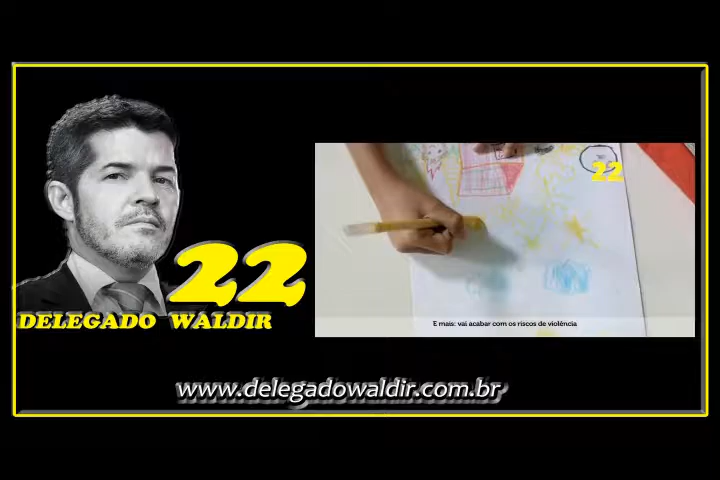 22
22
DELEGADO WALDIR
E mais: vai acabar com os riscos de violência
www.delegadowaldir.com.br